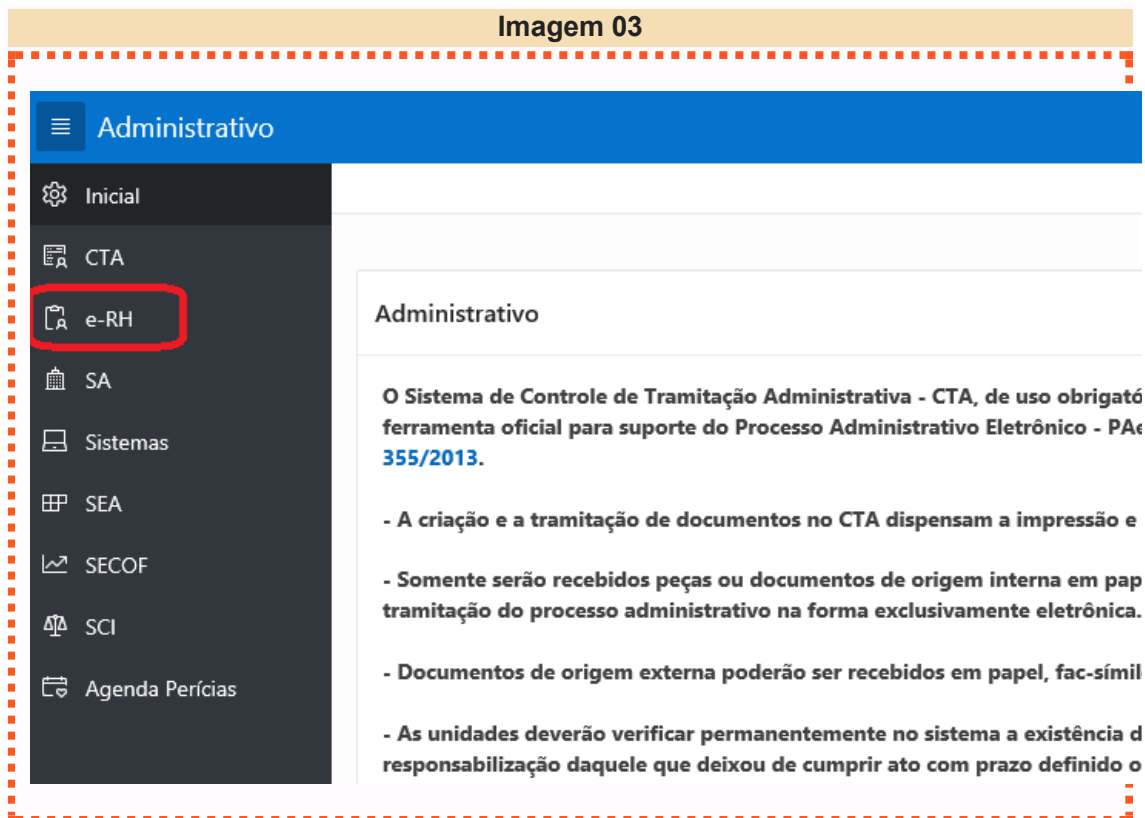 Imagem 03
Administrativo
Inicial
CTA
e-RH
SA
Sistemas
SEA
SECOF
SCI
Agenda Perícias
Administrativo
O Sistema de Controle de Tramitação Administrativa - CTA, de uso obrigató
ferramenta oficial para suporte do Processo Administrativo Eletrônico - PAe
355/2013.
- A criação e a tramitação de documentos no CTA dispensam a impressão e
- Somente serão recebidos peças ou documentos de origem interna em pap
tramitação do processo administrativo na forma exclusivamente eletrônica.
- Documentos de origem externa poderão ser recebidos em papel, fac-símil
- As unidades deverão verificar permanentemente no sistema a existência d
responsabilização daquele que deixou de cumprir ato com prazo definido o